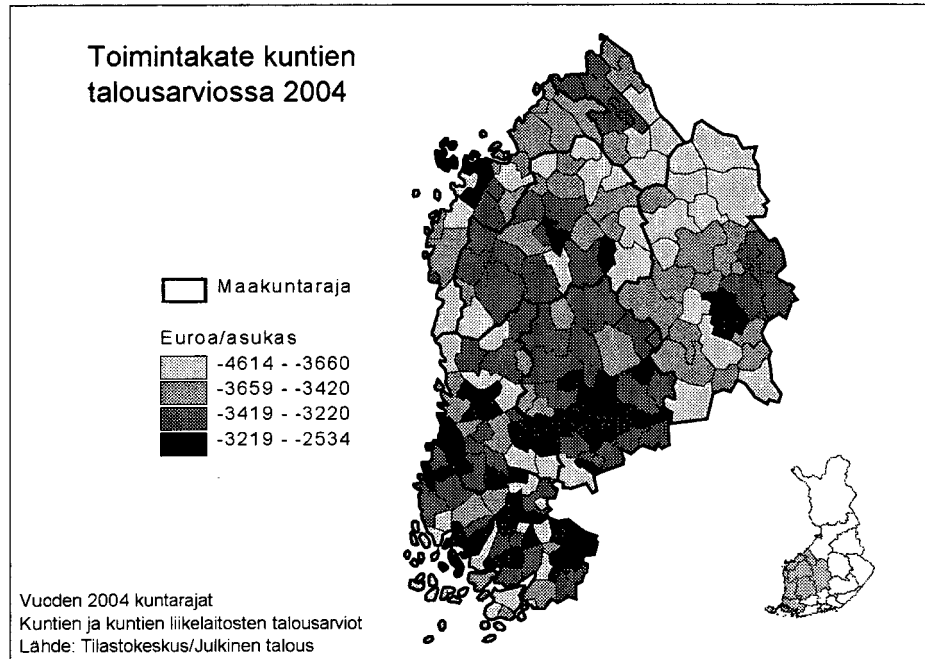 Toimintakate kuntien
talousarviossa 2004
Maakuntaraja
Euroa/asukas
-4614 - -3660
-3659 - -3420
-3419 - -3220
-3219 - -2534
Vuoden 2004 kuntarajat
Kuntien ja kuntien liikelaitosten talousarviot
Lähde: Tilastokeskus/Julkinen talous